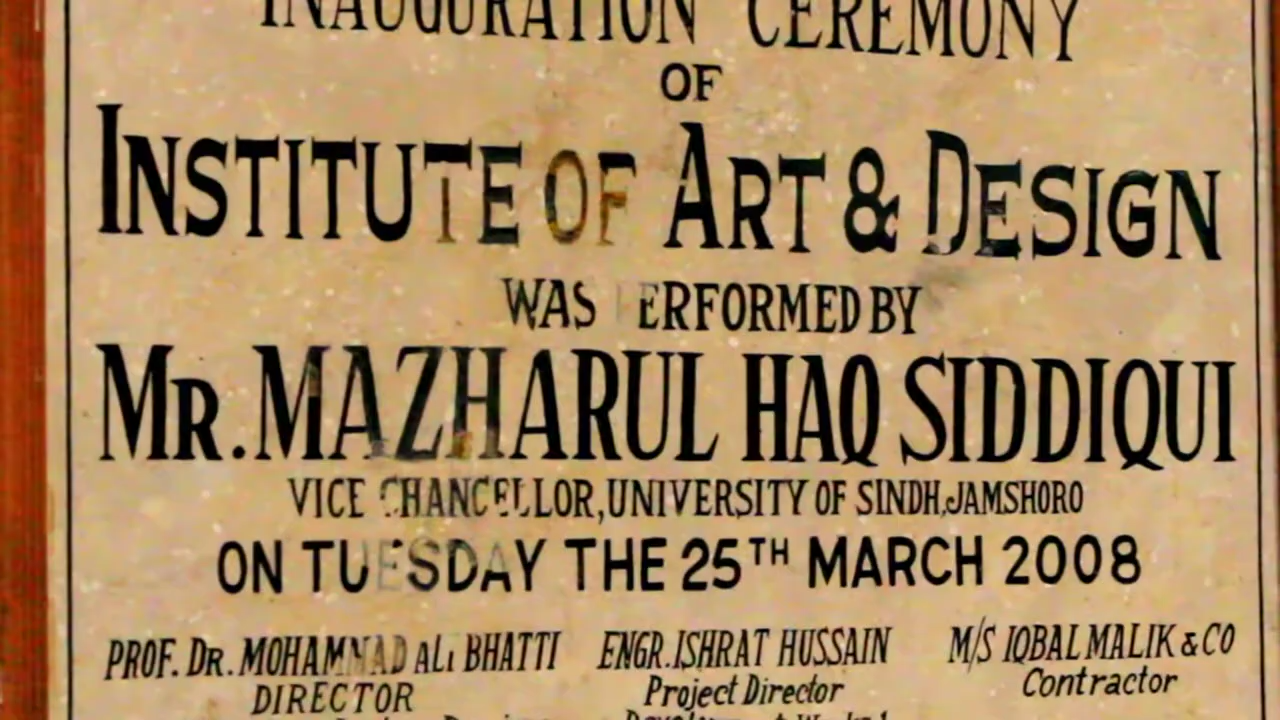 INAUGURATION CEREMONY
OF
INSTITUTE OF ART & DESIGN
WAS PERFORMED BY
MR. MAZHARUL HAQ SIDDIQUI
VICE CHANCELLOR, UNIVERSITY OF SINDH, JAMSHORO
ON TUESDAY THE 25TH MARCH 2008
PROF. DR. MOHAMMAD ALI BHATTI ENGR. ISHRAT HUSSAIN M/S IQBAL MALIK & CO
DIRECTOR Project Director Contractor